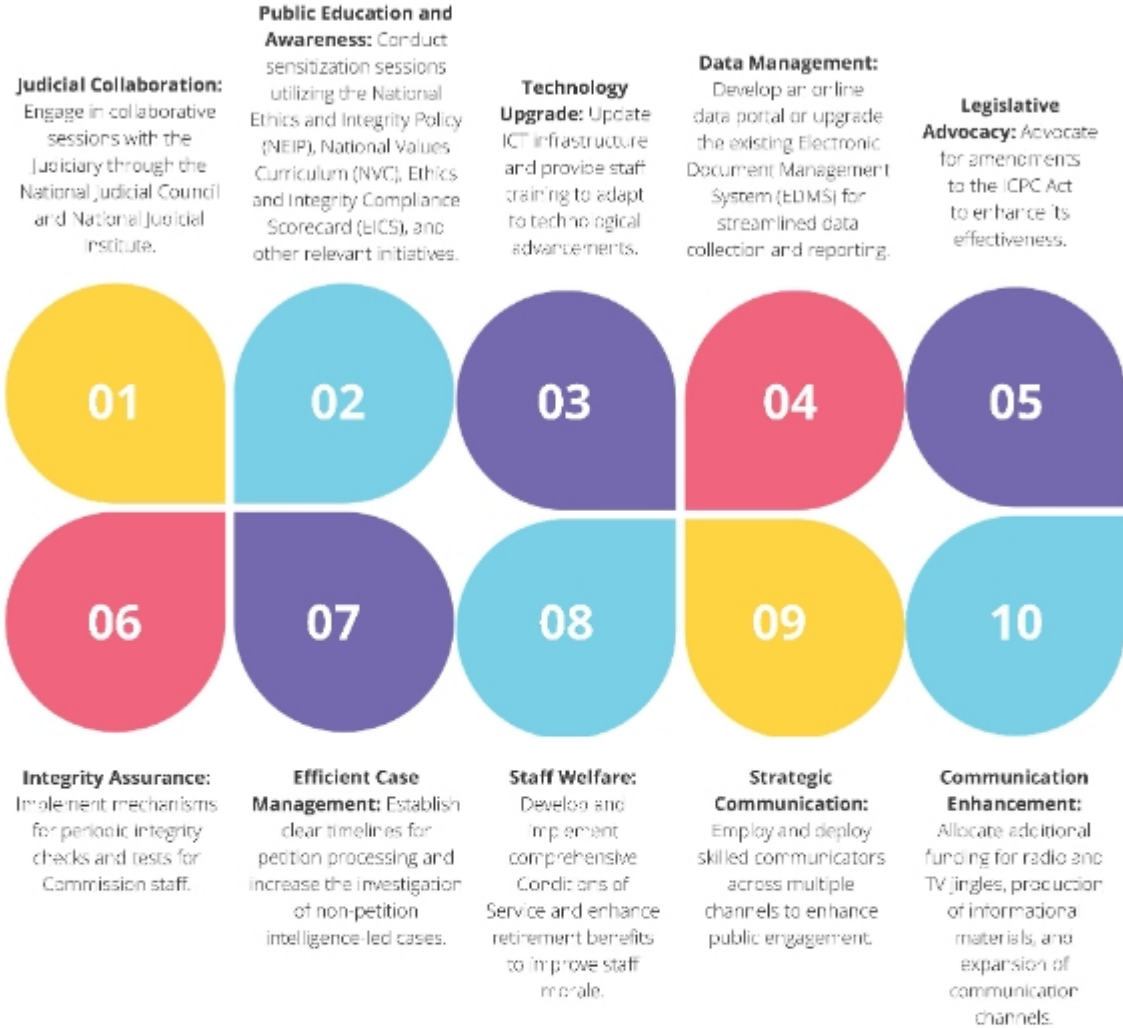 Judicial Collaboration:
Engage in collaborative
sessions with the
Judiciary through the
National Judicial Council
and National Judicial
Institute.
Public Education and
Awareness: Conduct
sensitization sessions
utilizing the National
Ethics and Integrity Policy
(NEIP), National Values
Curriculum (NVC), Ethics
and Integrity Compliance
Scorecard (EICS), and
other relevant initiatives.
Technology
Upgrade: Update
ICT infrastructure
and provide staff
training to adapt
to technological
advancements.
Data Management:
Develop an online
data portal or upgrade
the existing Electronic
Document Management
System (EDMS) for
streamlined data
collection and reporting.
Legislative
Advocacy: Advocate
for amendments
to the ICPC Act
to enhance its
effectiveness.
01
02
03
04
05
06
07
08
09
10
Integrity Assurance:
Implement mechanisms
for periodic integrity
checks and tests for
Commission staff.
Efficient Case
Management: Establish
clear timelines for
petition processing and
increase the investigation
of non-petition
intelligence-led cases.
Staff Welfare:
Develop and
implement
comprehensive
Conditions of
Service and enhance
retirement benefits
to improve staff
morale.
Strategic
Communication:
Employ and deploy
skilled communicators
across multiple
channels to enhance
public engagement.
Communication
Enhancement:
Allocate additional
funding for radio and
TV jingles, production
of informational
materials, and
expansion of
communication
channels.